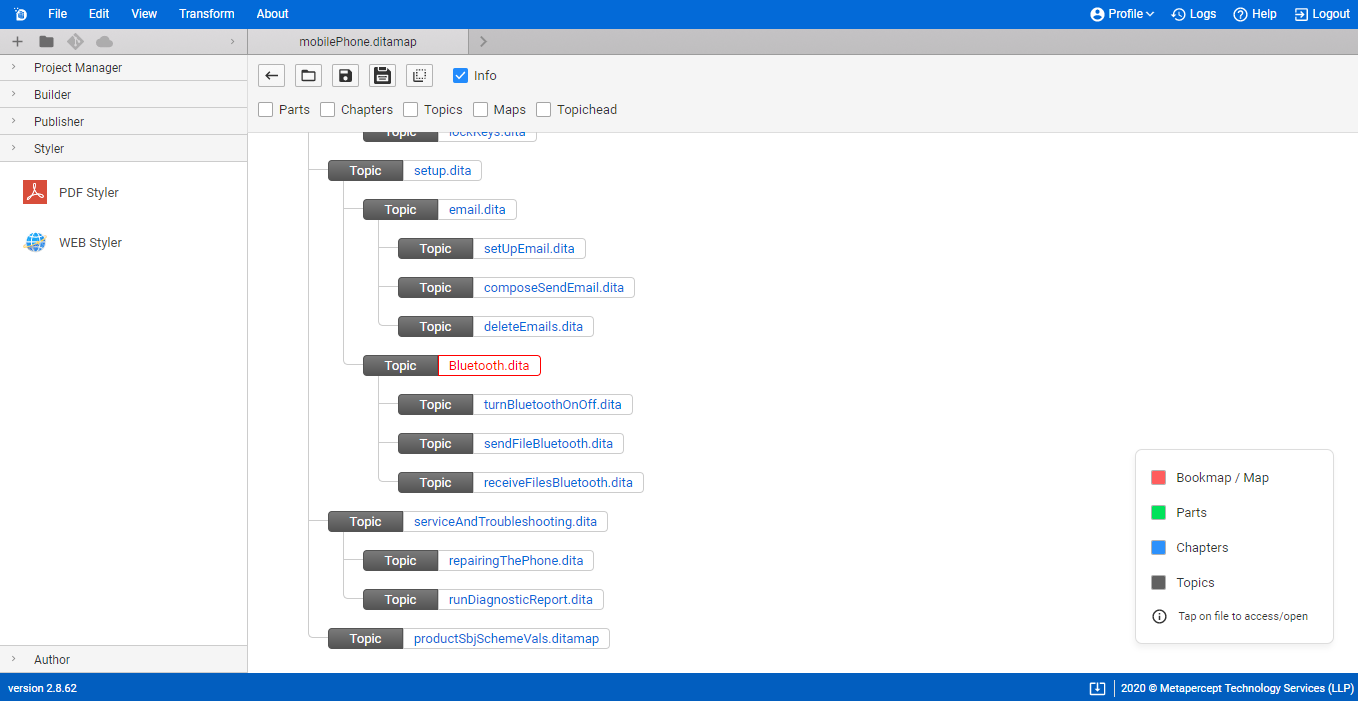 File Edit View Transform About Profile Logs Help Logout
mobilePhone.ditamap
Project Manager
Builder
Publisher
Styler
PDF Styler
WEB Styler
Author
Info
Parts Chapters Topics Maps Topichead
Topic lockKeys.dita
Topic setup.dita
Topic email.dita
Topic setUpEmail.dita
Topic composeSendEmail.dita
Topic deleteEmails.dita
Topic Bluetooth.dita
Topic turnBluetoothOnOff.dita
Topic sendFileBluetooth.dita
Topic receiveFilesBluetooth.dita
Topic serviceAndTroubleshooting.dita
Topic repairingThePhone.dita
Topic runDiagnosticReport.dita
Topic productSbjSchemeVals.ditamap
Bookmap / Map
Parts
Chapters
Topics
Tap on file to access/open
version 2.8.62
2020 © Metapercept Technology Services (LLP)